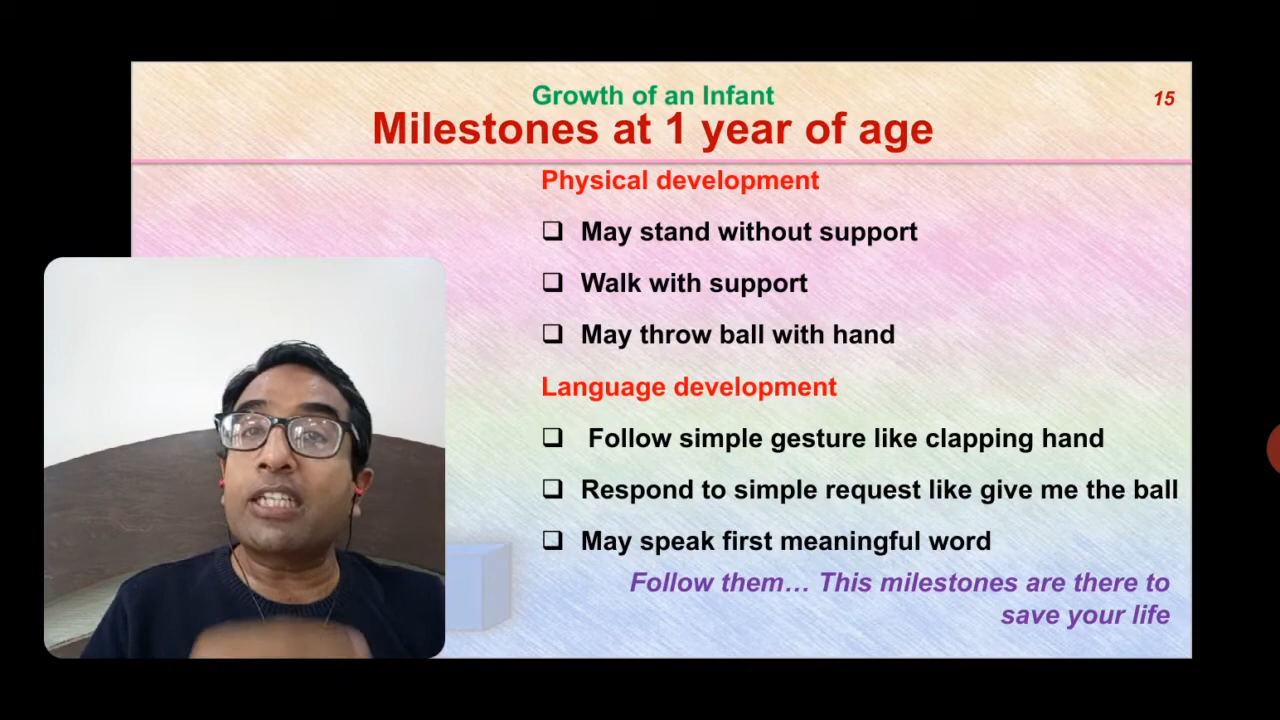 Growth of an Infant
15
Milestones at 1 year of age
Physical development
May stand without support
Walk with support
May throw ball with hand
Language development
Follow simple gesture like clapping hand
Respond to simple request like give me the ball
May speak first meaningful word
Follow them… This milestones are there to
save your life